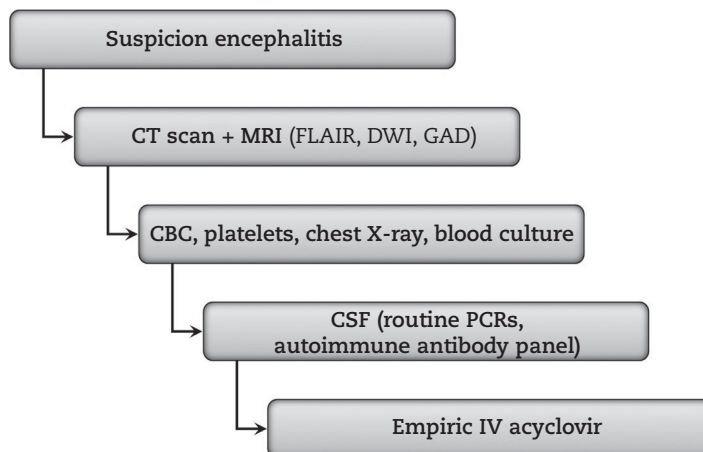 Suspicion encephalitis
CT scan + MRI (FLAIR, DWI, GAD)
CBC, platelets, chest X-ray, blood culture
CSF (routine PCRs,
autoimmune antibody panel)
Empiric IV acyclovir